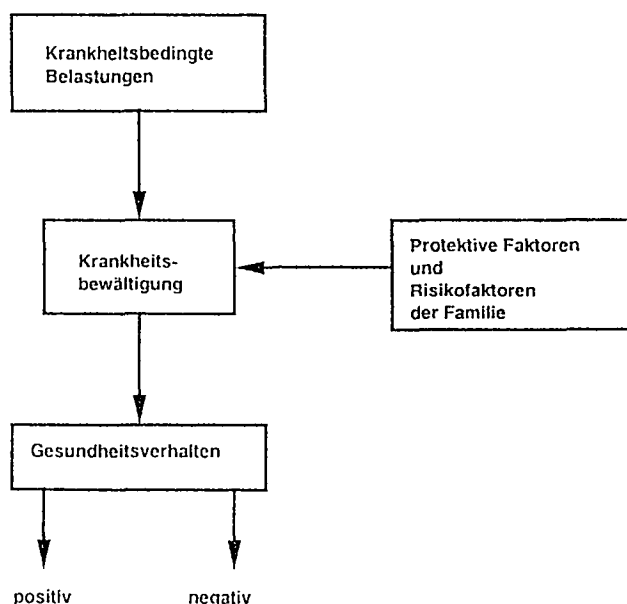 Krankheitsbedingte
Belastungen
Krankheits-
bewältigung
Protektive Faktoren
und
Risikofaktoren
der Familie
Gesundheitsverhalten
positiv
negativ